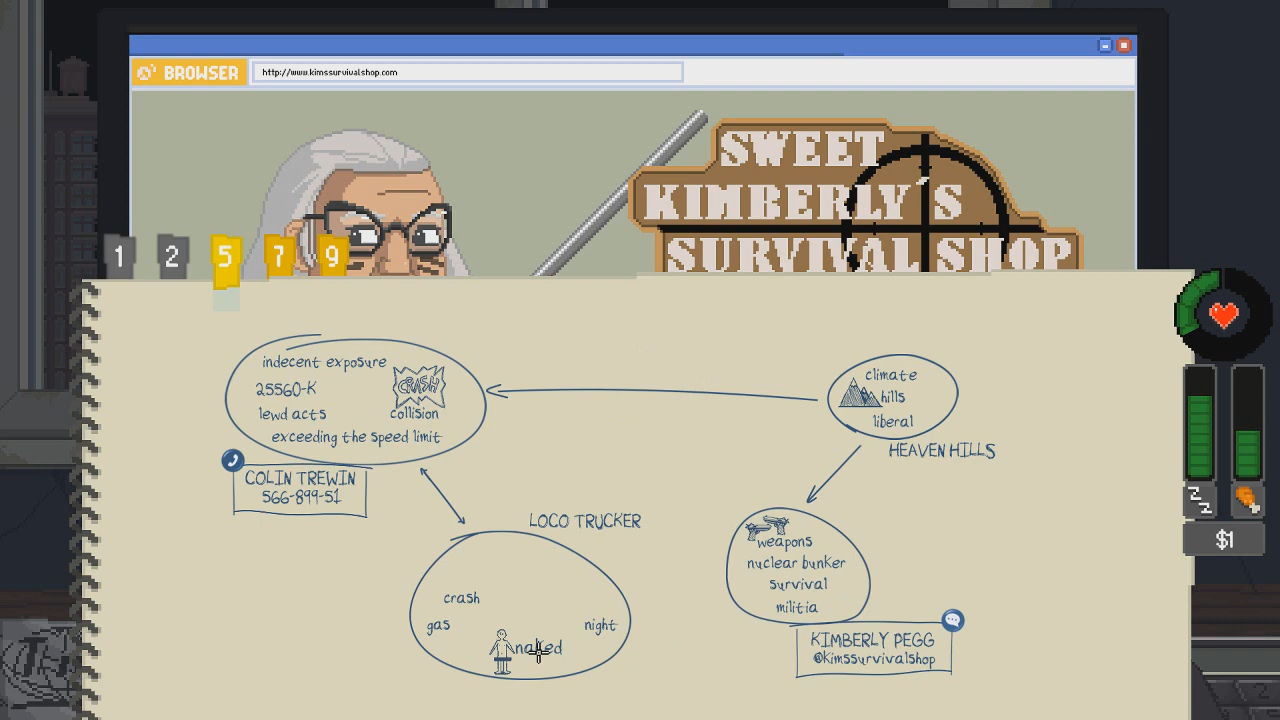 BROWSER
http://www.kimssurvivalshop.com
SWEET
KIMBERLY´S
SURVIVAL SHOP
1 2 5 7 9
indecent exposure
CRASH
25560-K
lewd acts
collision
exceeding the speed limit
COLIN TREWIN
566-899-51
climate
hills
liberal
HEAVEN HILLS
LOCO TRUCKER
crash
gas
night
naked
weapons
nuclear bunker
survival
militia
KIMBERLY PEGG
@kimssurvivalshop
zzz
$1